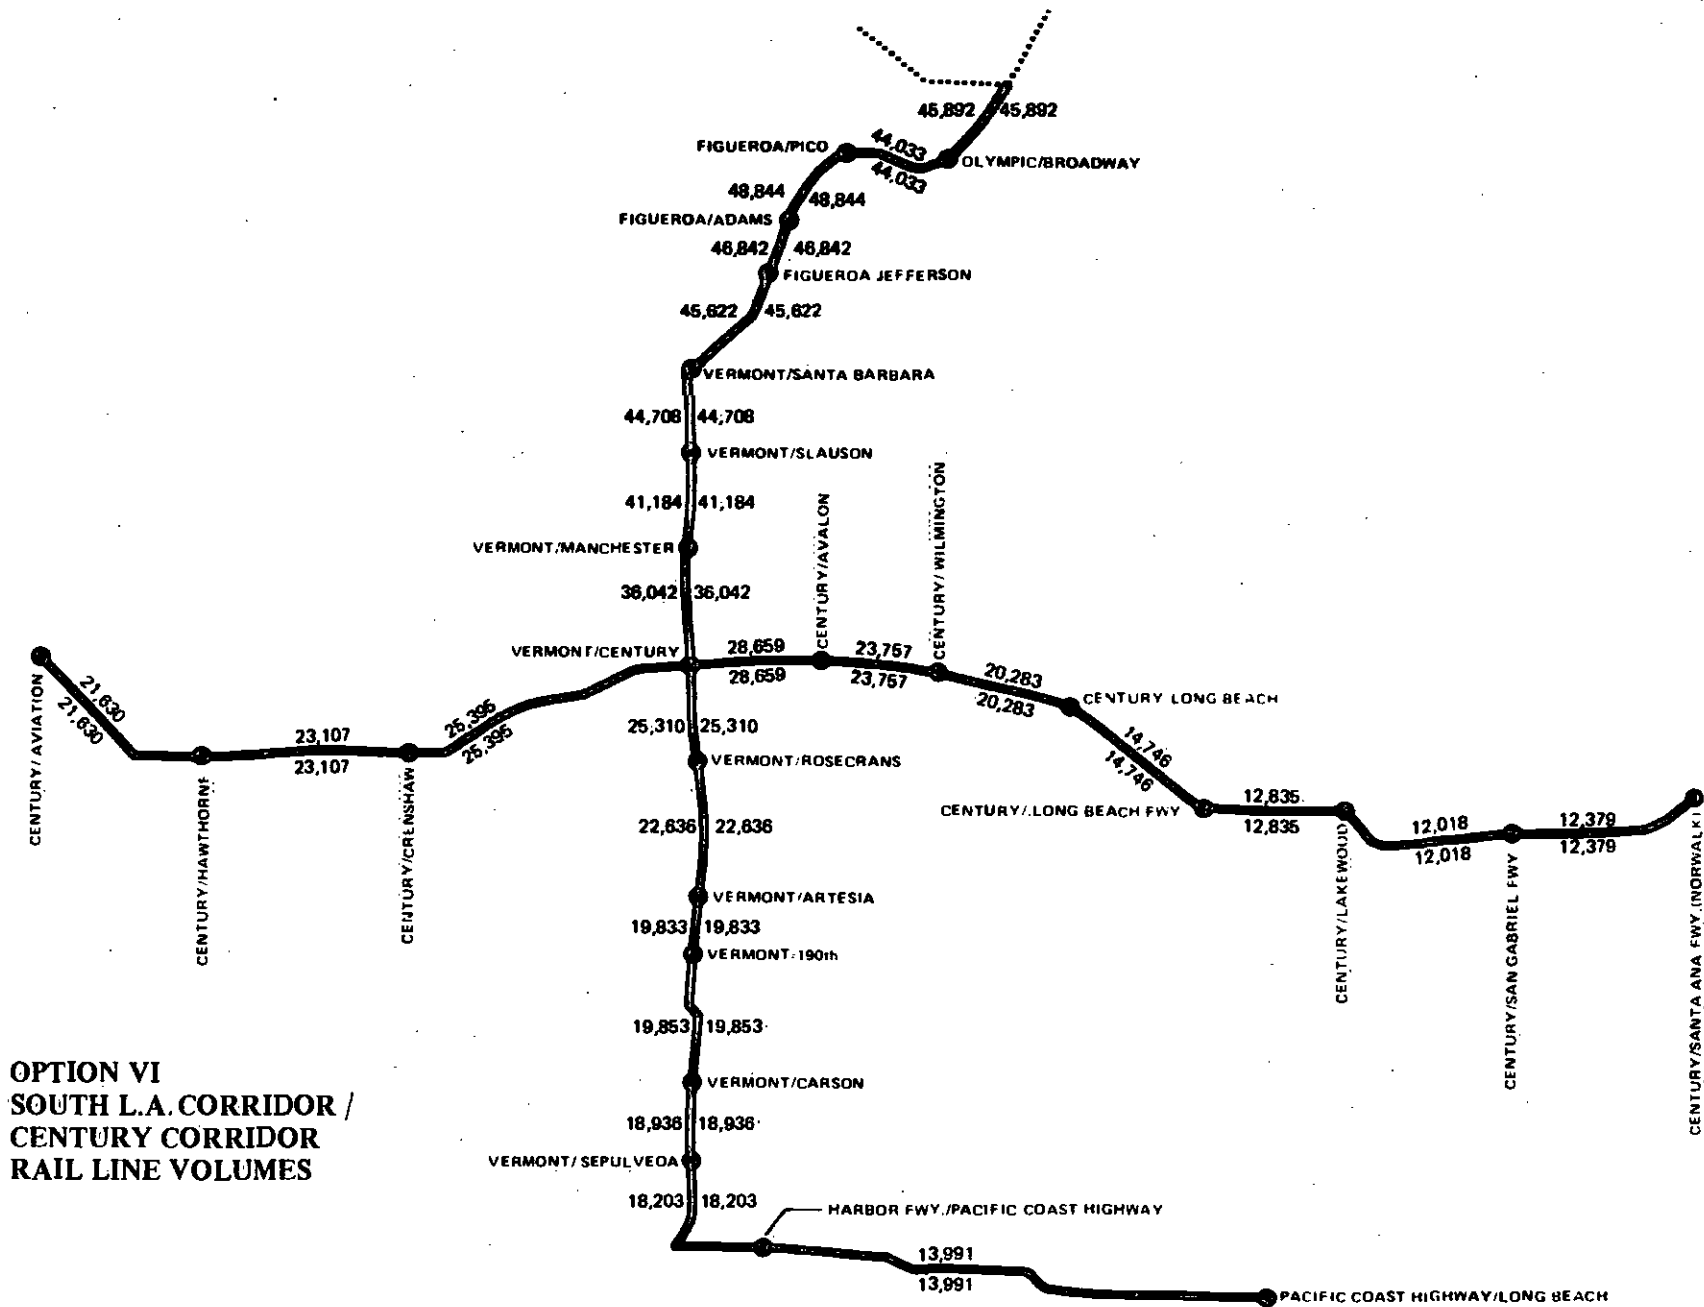 45,892 45,892
FIGUEROA/PICO
44,033
44,033
OLYMPIC/BROADWAY
48,844 48,844
FIGUEROA/ADAMS
46,842 46,842
FIGUEROA JEFFERSON
45,622 45,622
VERMONT/SANTA BARBARA
44,708 44,708
VERMONT/SLAUSON
41,184 41,184
VERMONT/MANCHESTER
36,042 36,042
CENTURY/AVALON
CENTURY/WILMINGTON
VERMONT/CENTURY
28,659
28,659
23,757
23,757
20,283
20,283
CENTURY LONG BEACH
21,630
21,630
CENTURY/AVIATION
23,107
23,107
CENTURY/HAWTHORNE
25,395
25,395
CENTURY/CRENSHAW
25,310 25,310
VERMONT/ROSECRANS
14,746
14,746
CENTURY/LONG BEACH FWY
12,835
12,835
CENTURY/LAKEWOOD
12,018
12,018
CENTURY/SAN GABRIEL FWY
12,379
12,379
CENTURY/SANTA ANA FWY. (NORWALK)
22,636 22,636
VERMONT/ARTESIA
19,833 19,833
VERMONT-190th
19,853 19,853
VERMONT/CARSON
18,936 18,936
VERMONT/SEPULVEDA
18,203 18,203
HARBOR FWY./PACIFIC COAST HIGHWAY
13,991
13,991
PACIFIC COAST HIGHWAY/LONG BEACH
OPTION VI
SOUTH L.A. CORRIDOR /
CENTURY CORRIDOR
RAIL LINE VOLUMES